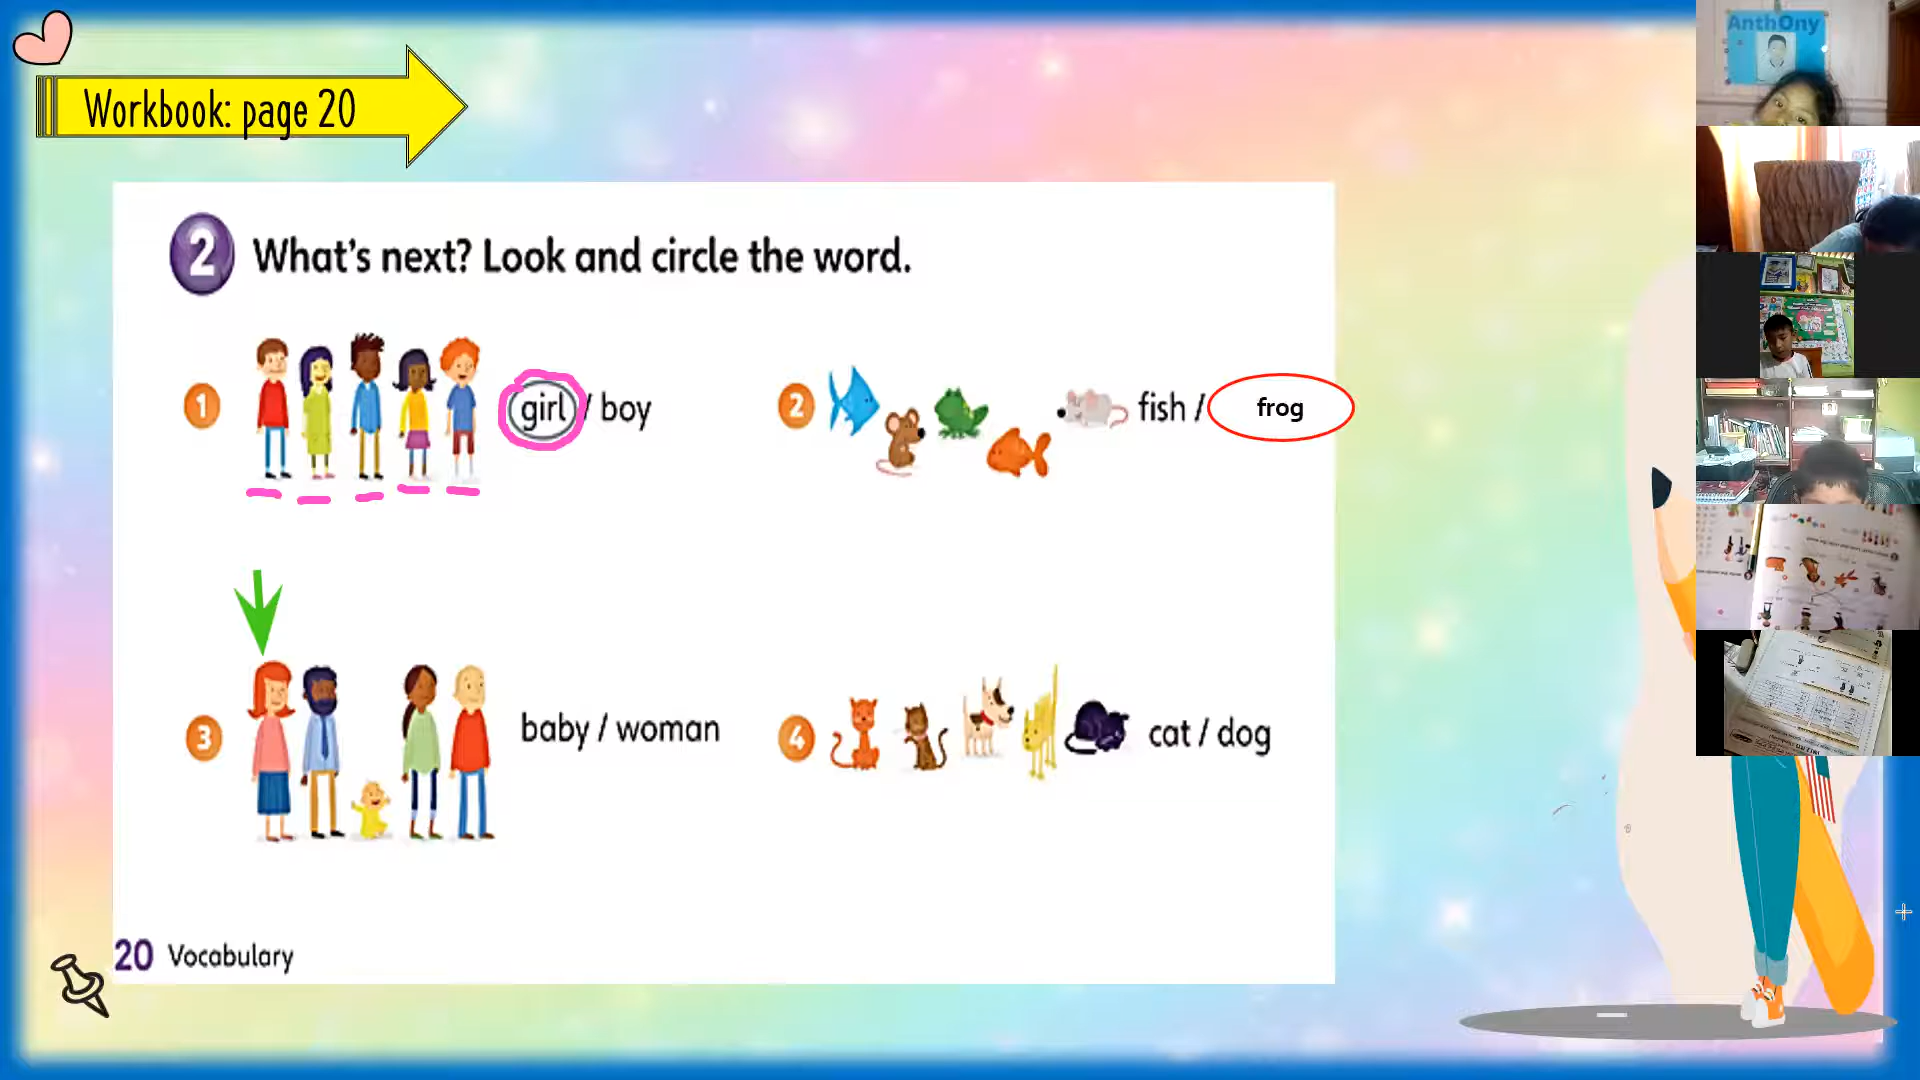 AnthOny
Workbook: page 20
2 What's next? Look and circle the word.
1 girl / boy
2 fish / frog
3 baby / woman
4 cat / dog
20 Vocabulary